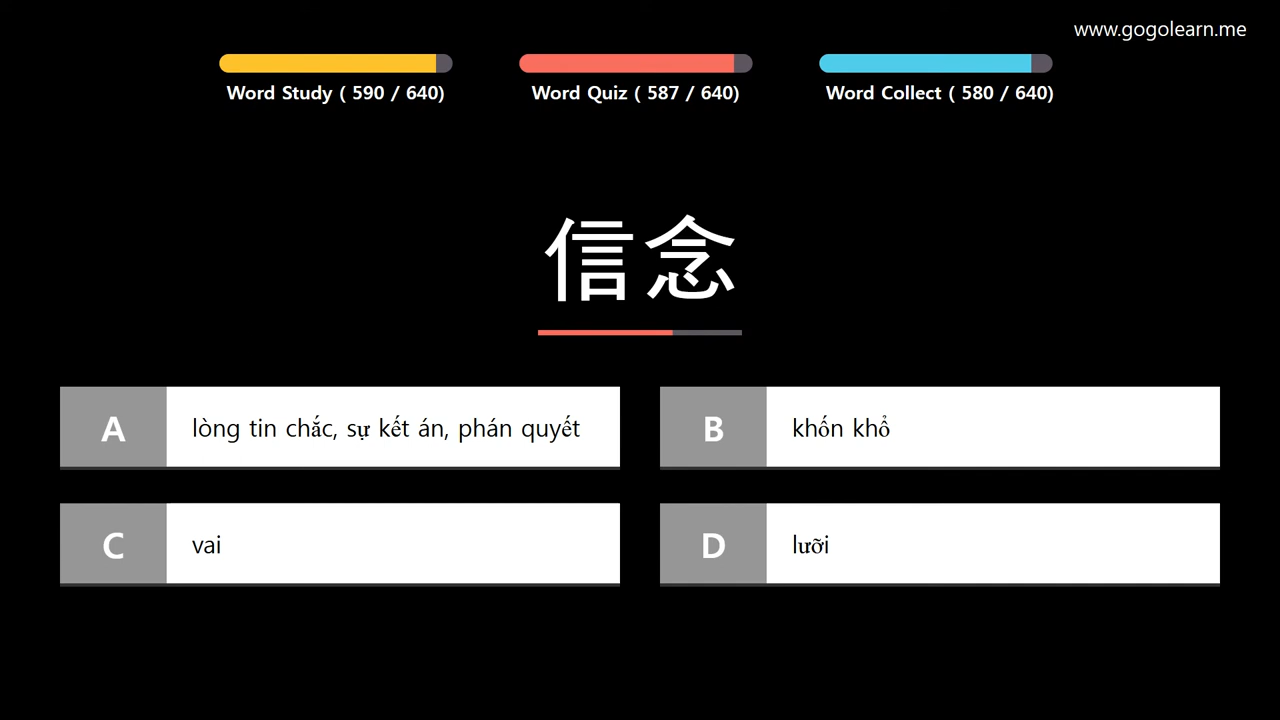 www.gogolearn.me
Word Study ( 590 / 640)
Word Quiz ( 587 / 640)
Word Collect ( 580 / 640)
信念
A lòng tin chắc, sự kết án, phán quyết
B khốn khổ
C vai
D lưỡi